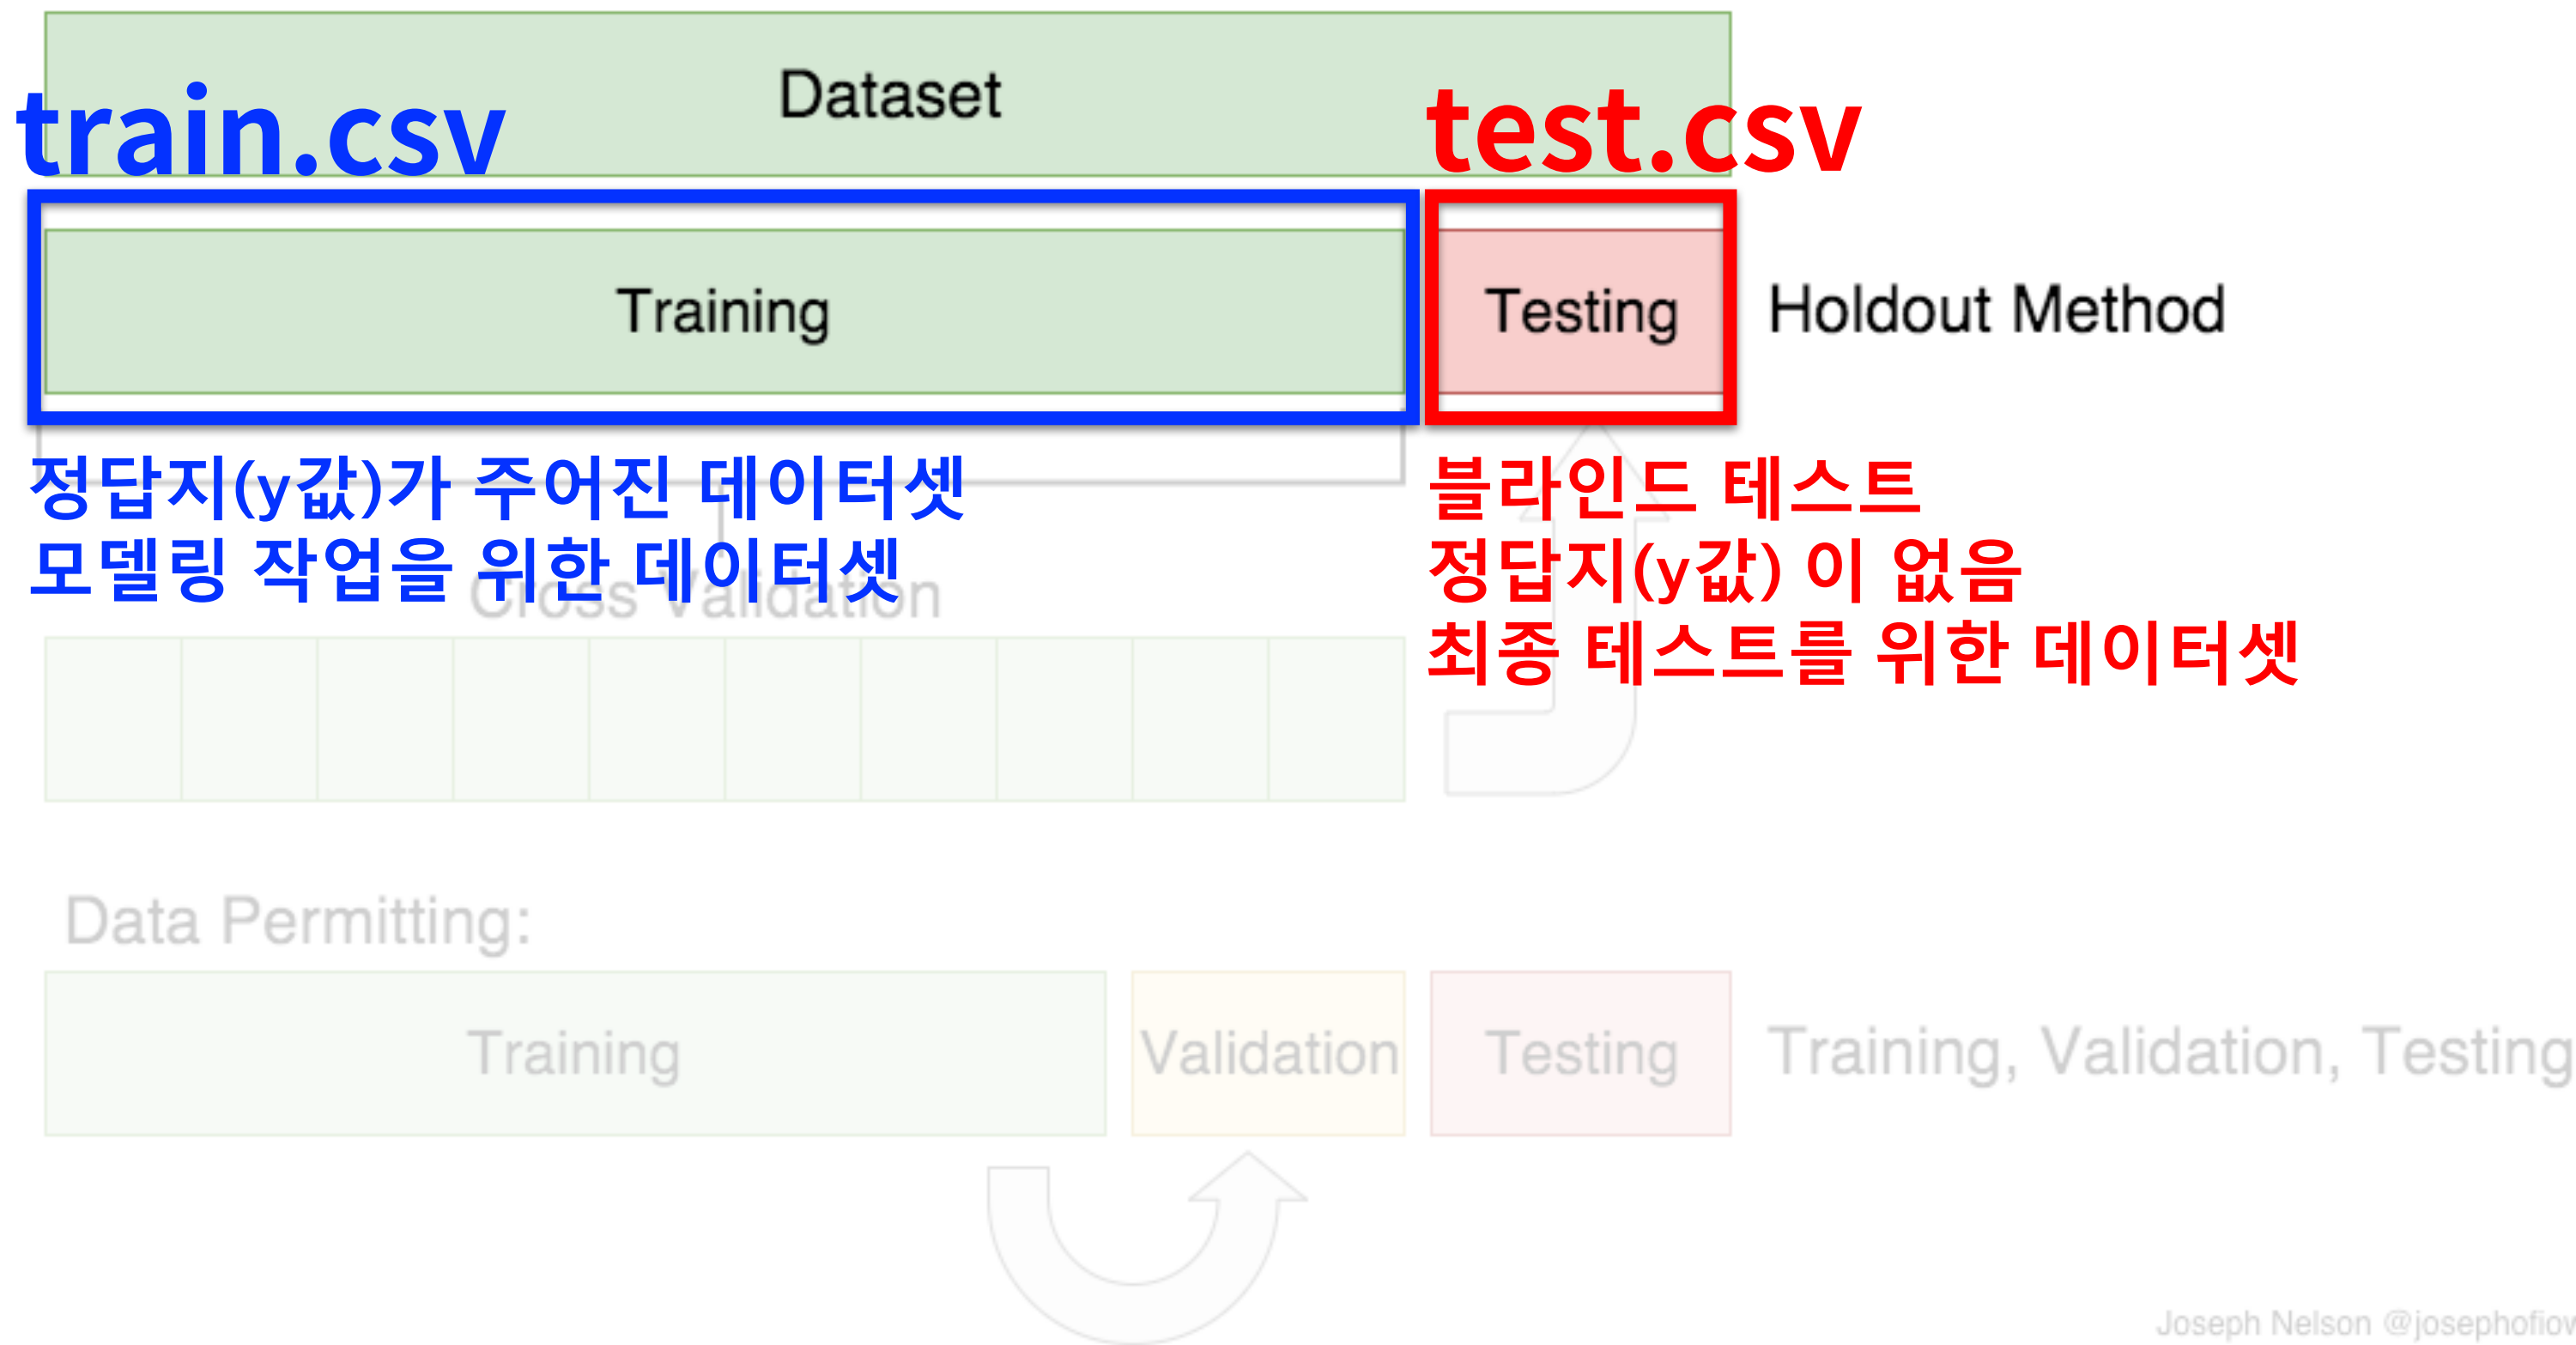 Dataset
train.csv
test.csv
Training
Testing
Holdout Method
정답지(y값)가 주어진 데이터셋
모델링 작업을 위한 데이터셋
블라인드 테스트
정답지(y값) 이 없음
최종 테스트를 위한 데이터셋
Cross Validation
Data Permitting:
Training
Validation
Testing
Training, Validation, Testing
Joseph Nelson